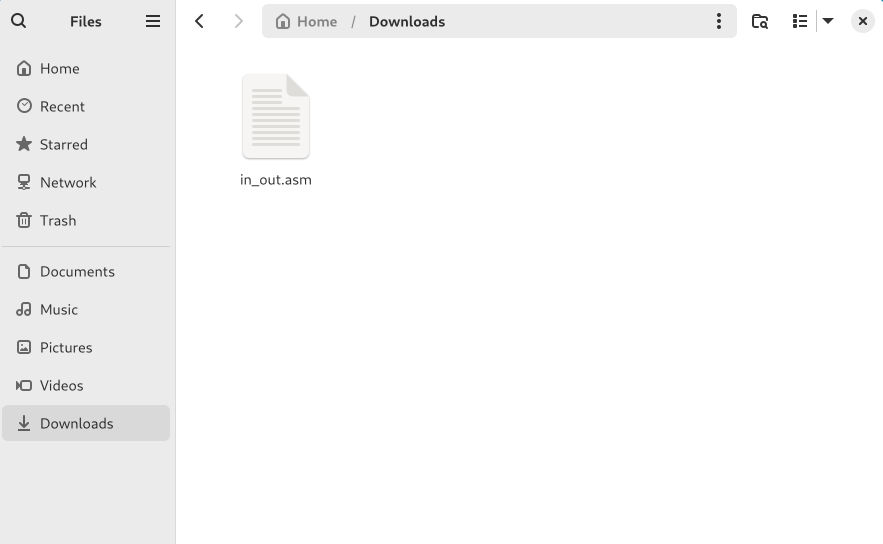 Files
Home / Downloads
Home
Recent
Starred
Network
Trash
Documents
Music
Pictures
Videos
Downloads
in_out.asm